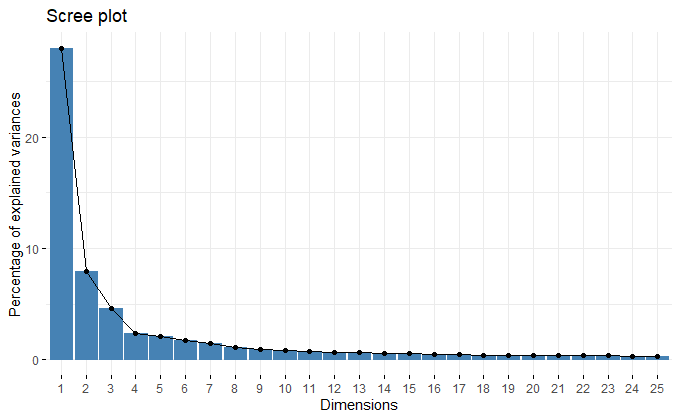 Scree plot
Percentage of explained variances
20
10
0
1 2 3 4 5 6 7 8 9 10 11 12 13 14 15 16 17 18 19 20 21 22 23 24 25
Dimensions